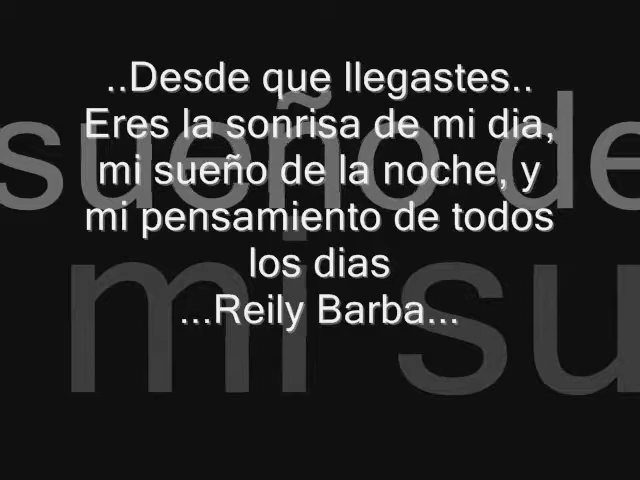 ..Desde que llegastes..
Eres la sonrisa de mi dia,
mi sueño de la noche, y
mi pensamiento de todos
los dias
...Reily Barba...
sueño de
mi su